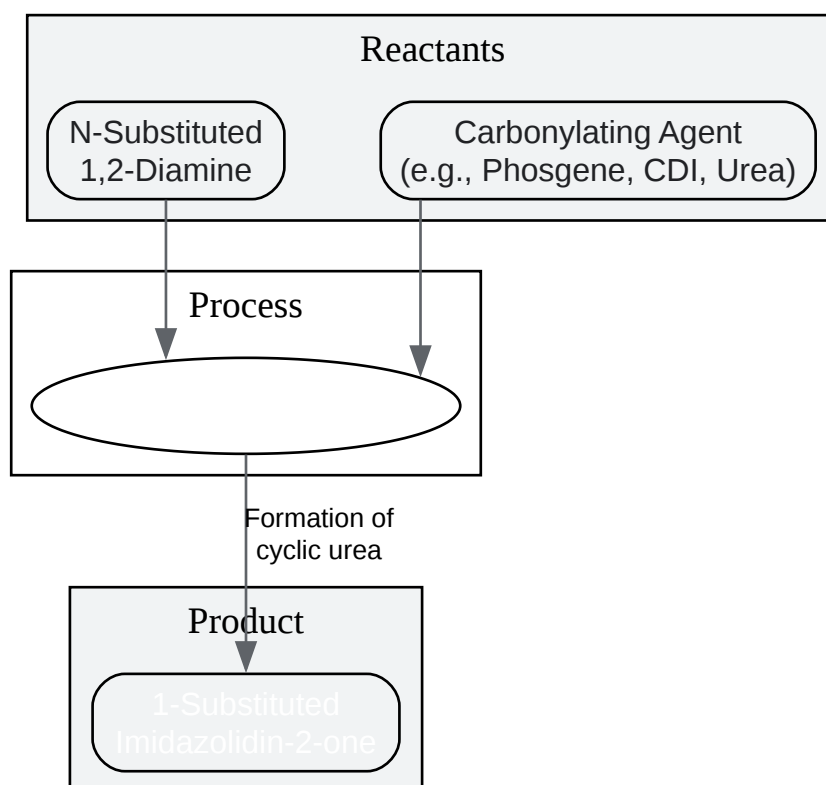 Reactants
N-Substituted
1,2-Diamine
Carbonylating Agent
(e.g., Phosgene, CDI, Urea)
Process
Formation of
cyclic urea
Product
1-Substituted
Imidazolidin-2-one